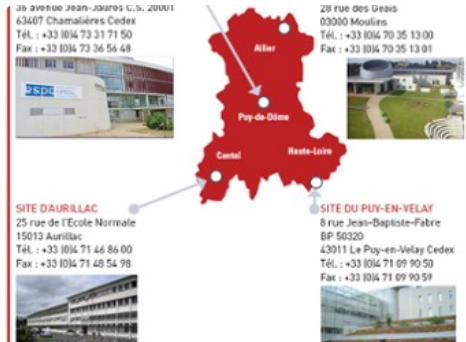 36 avenue Jean-Jaurès C.S. 20001
63407 Chamalières Cedex
Tél. : +33 (0)4 73 31 71 50
Fax : +33 (0)4 73 36 56 48
28 rue des Geais
03000 Moulins
Tél. : +33 (0)4 70 35 13 00
Fax : +33 (0)4 70 35 13 01
Allier
espe
Puy-de-Dôme
Cantal
Haute-Loire
SITE D'AURILLAC
25 rue de l'Ecole Normale
15013 Aurillac
Tél. : +33 (0)4 71 46 86 00
Fax : +33 (0)4 71 48 54 98
SITE DU PUY-EN-VELAY
8 rue Jean-Baptiste-Fabre
BP 50320
43011 Le Puy-en-Velay Cedex
Tél. : +33 (0)4 71 09 90 50
Fax : +33 (0)4 71 09 90 59